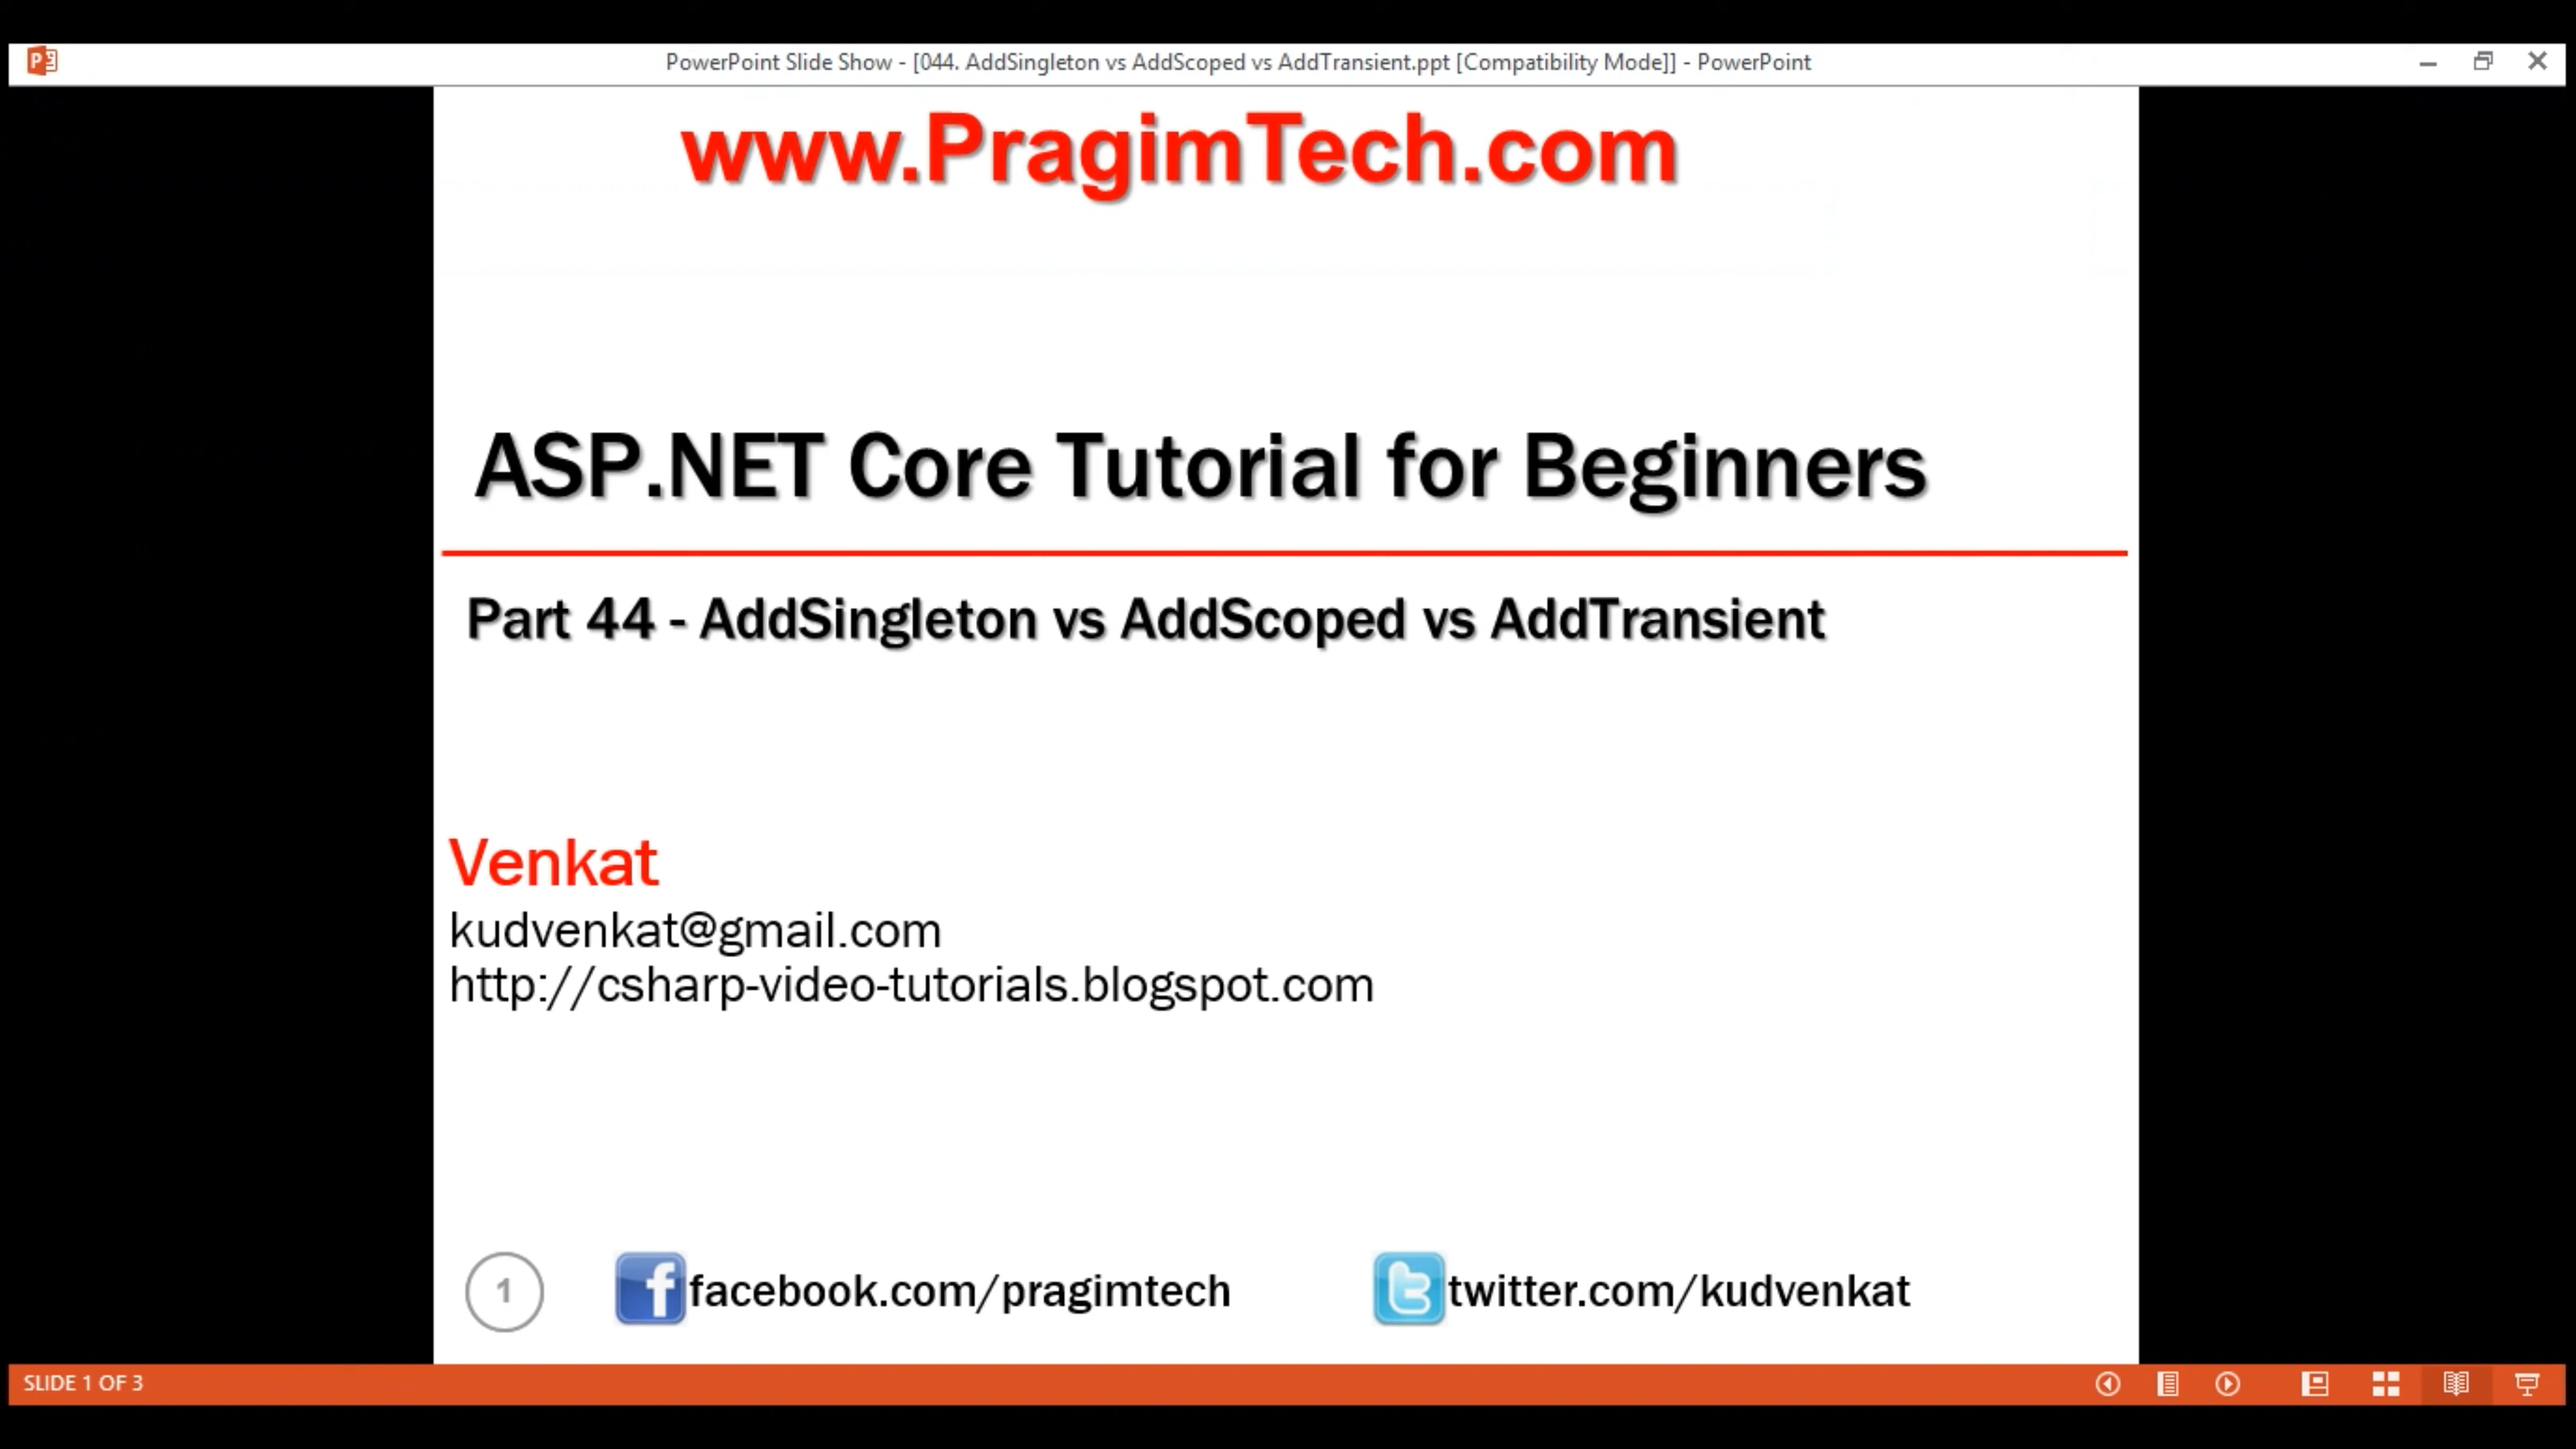 PowerPoint Slide Show - [044. AddSingleton vs AddScoped vs AddTransient.ppt [Compatibility Mode]] - PowerPoint
www.PragimTech.com
ASP.NET Core Tutorial for Beginners
Part 44 - AddSingleton vs AddScoped vs AddTransient
Venkat
kudvenkat@gmail.com
http://csharp-video-tutorials.blogspot.com
1 facebook.com/pragimtech twitter.com/kudvenkat
SLIDE 1 OF 3